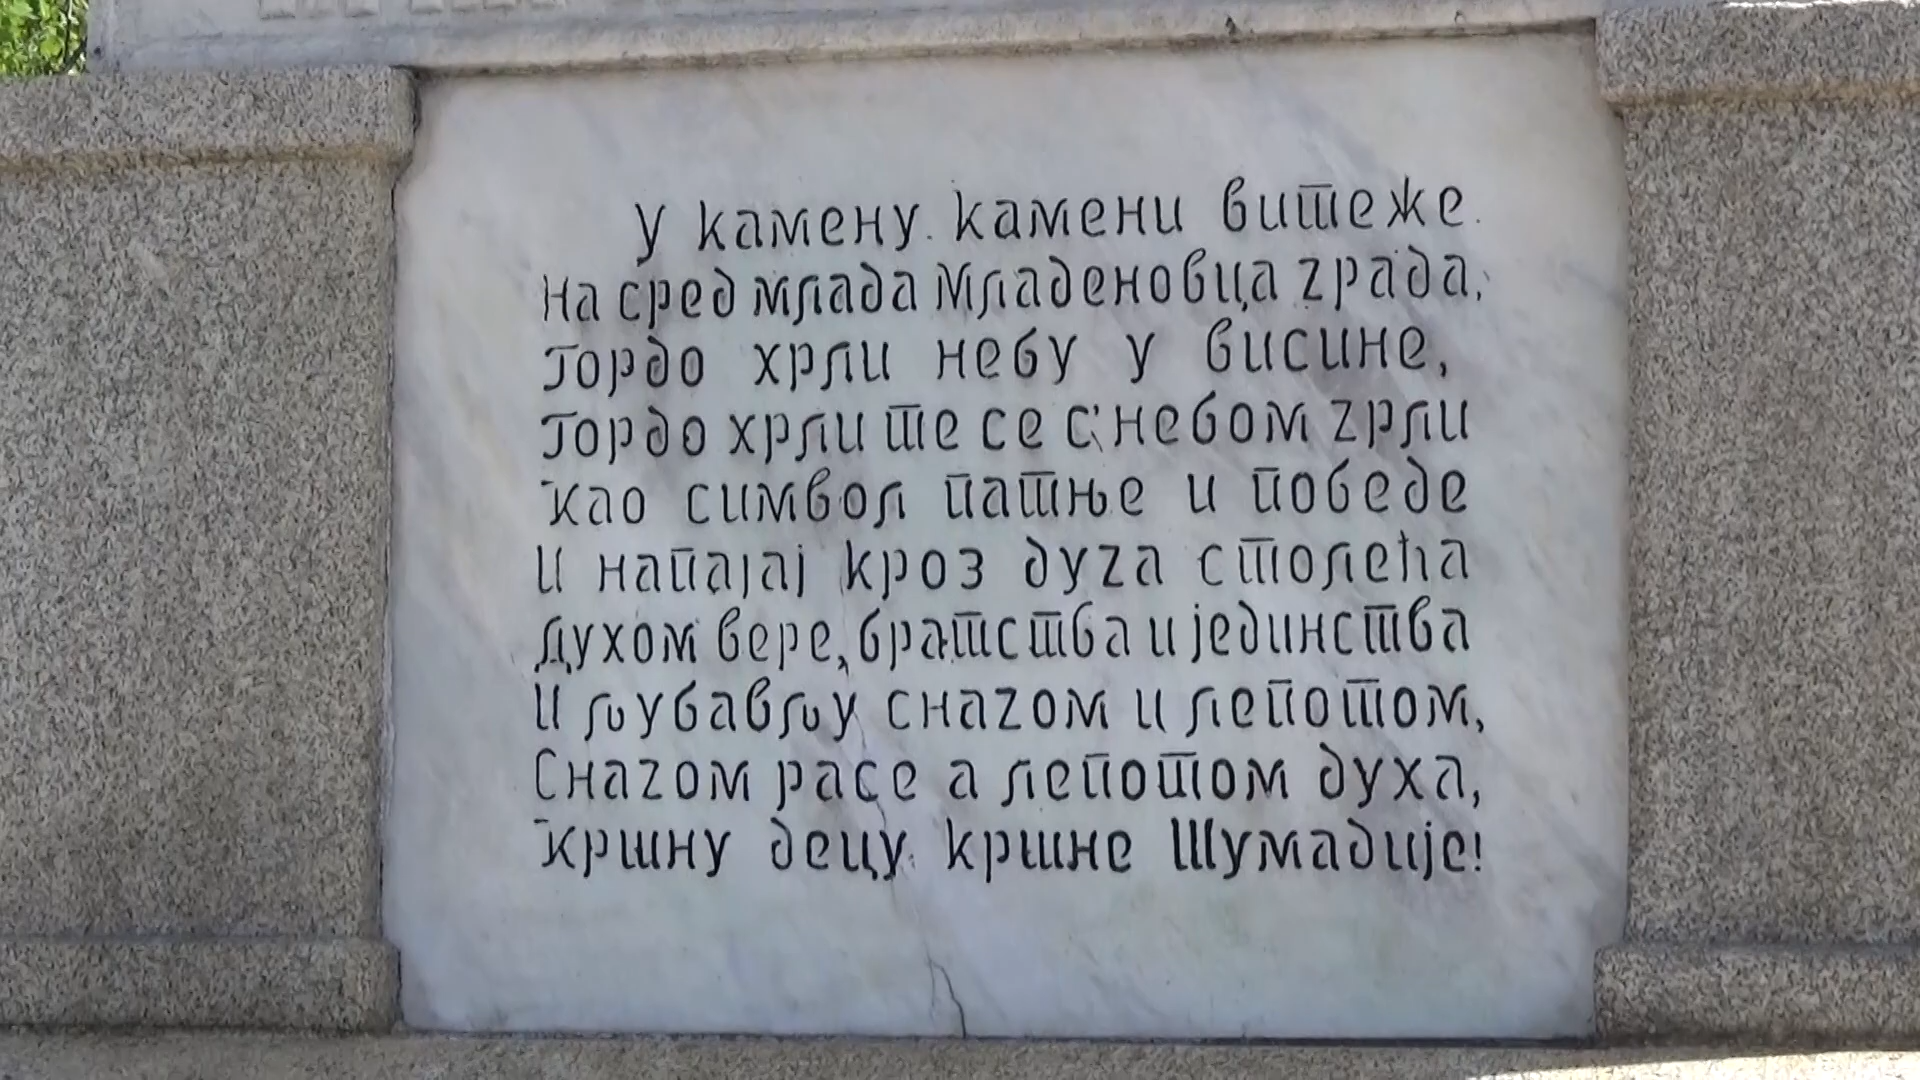 У камену камени витеже
На сред млада Младеновца града,
Гордо хрли небу у висине,
Гордо хрли те се с' небом грли
Као симбол патње и победе
И напајај кроз дуга столећа
Духом вере, братства и јединства
И љубављу снагом и лепотом,
Снагом расе а лепотом духа,
Кршну децу кршне Шумадије!